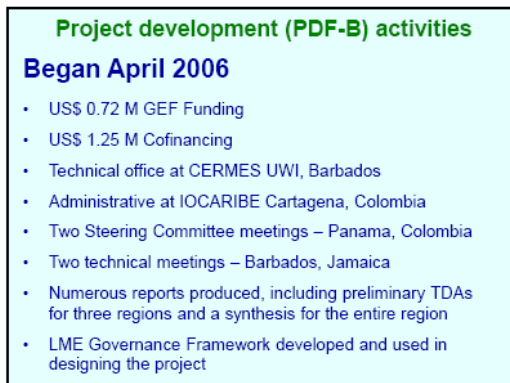 Project development (PDF-B) activities
Began April 2006
• US$ 0.72 M GEF Funding
• US$ 1.25 M Cofinancing
• Technical office at CERMES UWI, Barbados
• Administrative at IOCARIBE Cartagena, Colombia
• Two Steering Committee meetings – Panama, Colombia
• Two technical meetings – Barbados, Jamaica
• Numerous reports produced, including preliminary TDAs
for three regions and a synthesis for the entire region
• LME Governance Framework developed and used in
designing the project